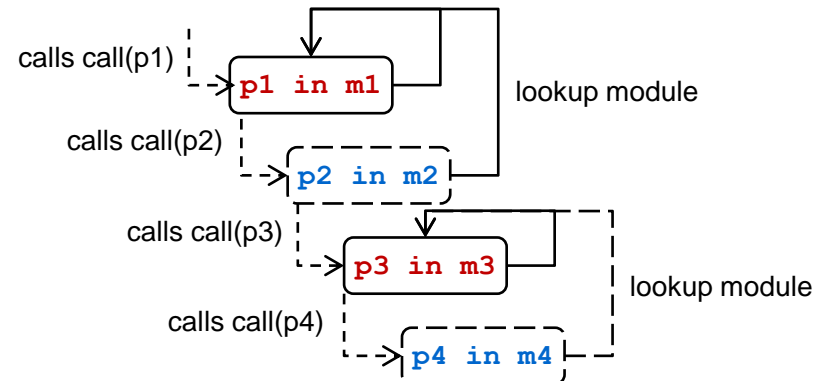 calls call(p1)
p1 in m1
lookup module
calls call(p2)
p2 in m2
calls call(p3)
p3 in m3
lookup module
calls call(p4)
p4 in m4